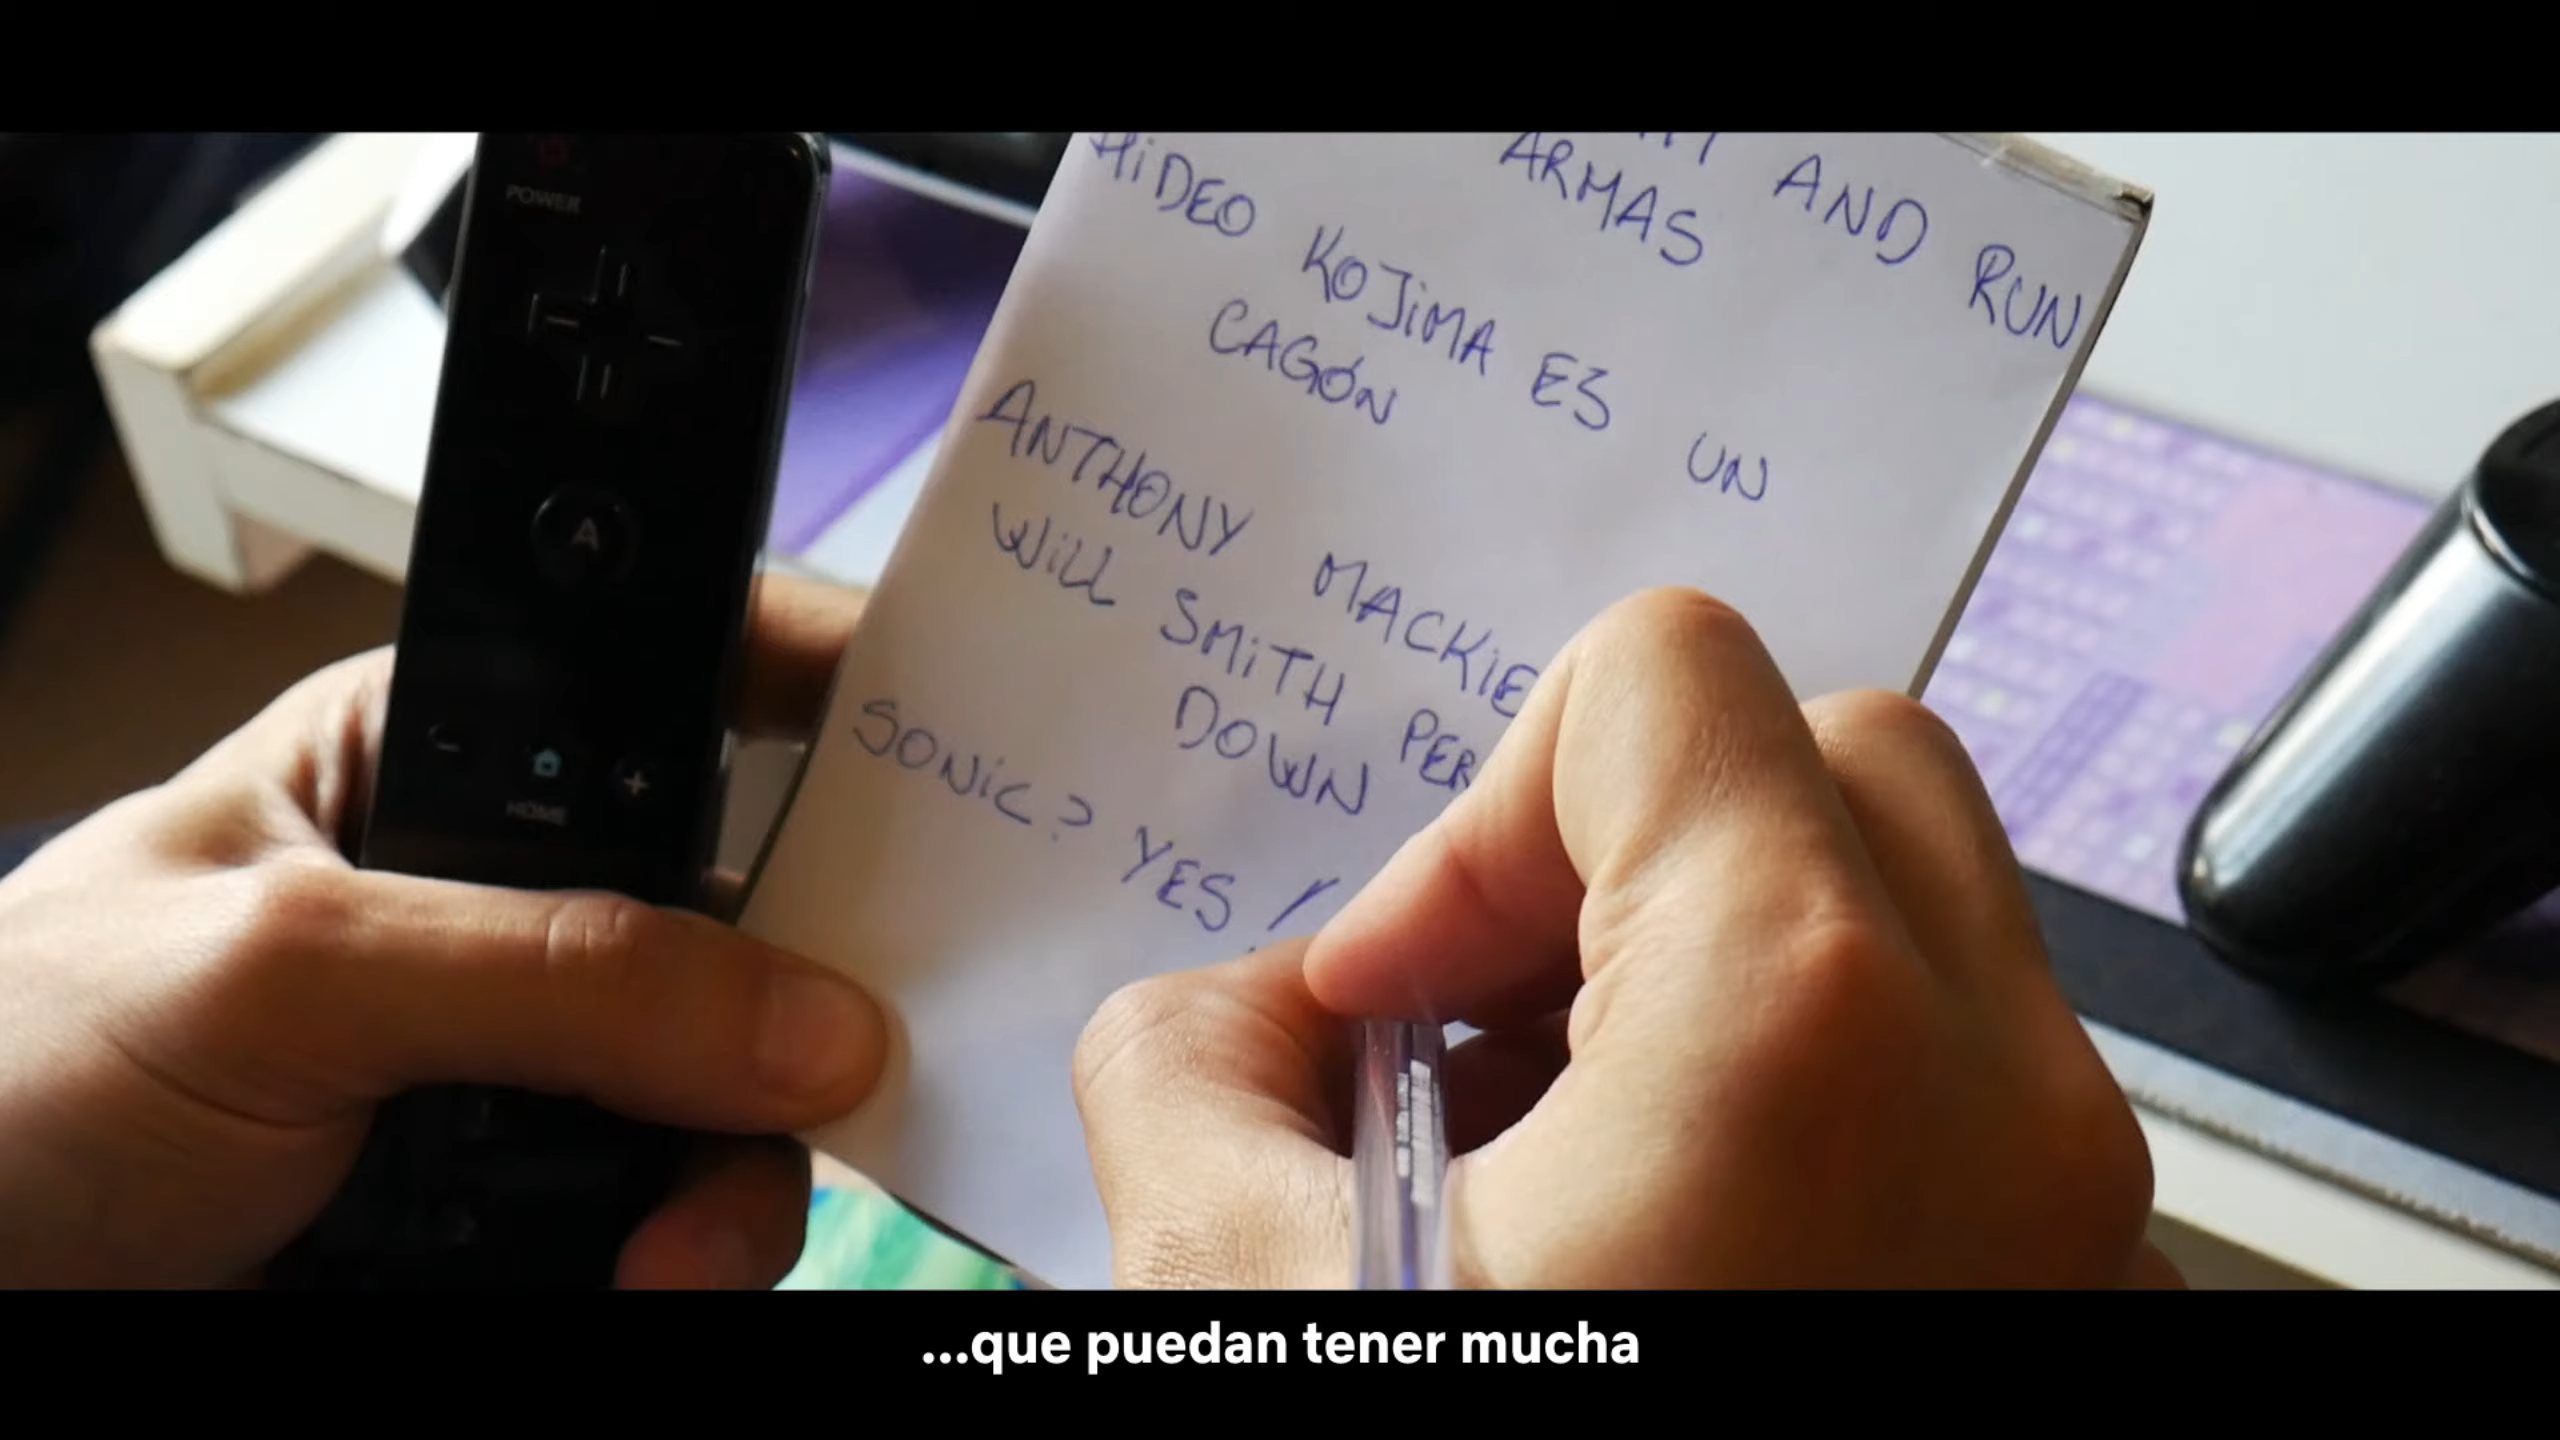 POWER
A
HOME
AND RUN
ARMAS
HiDEO KOJiMA ES UN
CAGÓN
ANTHONY MACKiE
WiLL SMiTH PER
DOWN
SONiC? YES!
...que puedan tener mucha